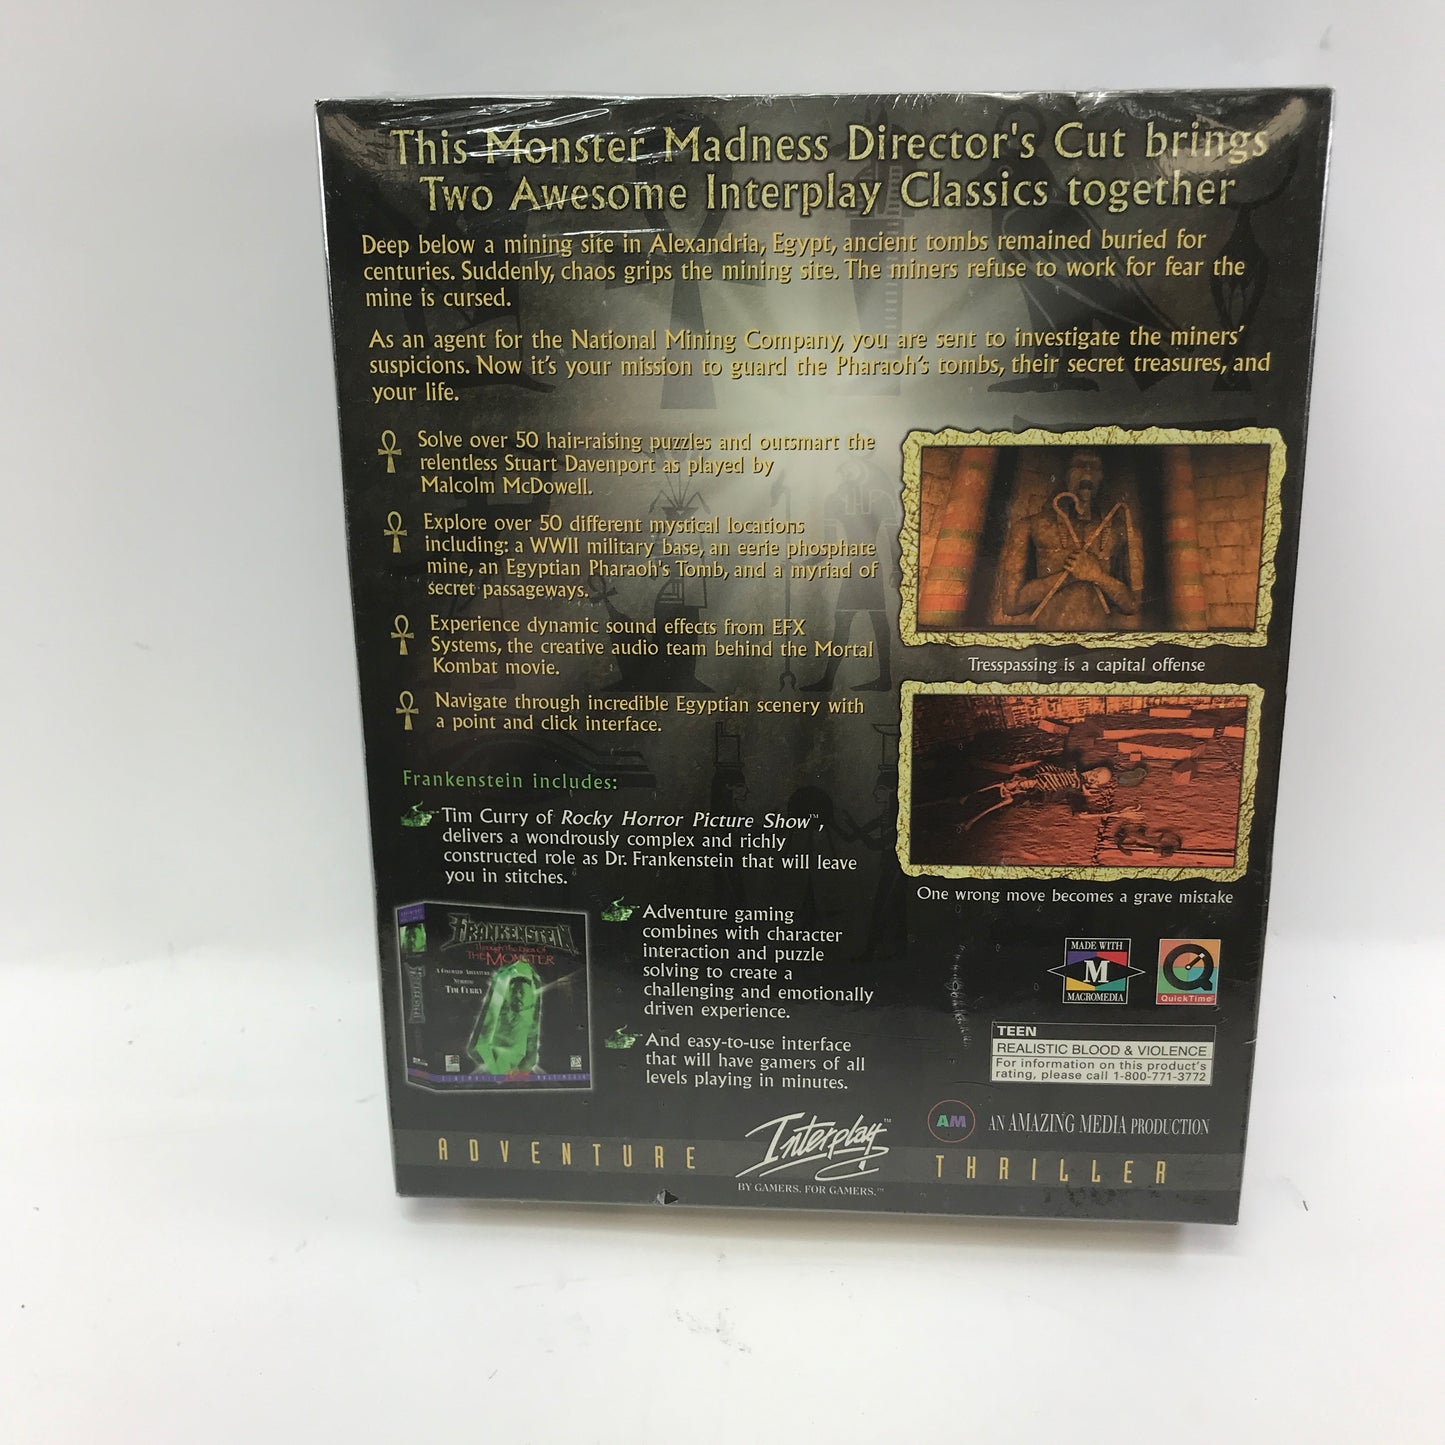 This Monster Madness Director's Cut brings
Two Awesome Interplay Classics together
Deep below a mining site in Alexandria, Egypt, ancient tombs remained buried for
centuries. Suddenly, chaos grips the mining site. The miners refuse to work for fear the
mine is cursed.
As an agent for the National Mining Company, you are sent to investigate the miners'
suspicions. Now it's your mission to guard the Pharaoh's tombs, their secret treasures, and
your life.
Solve over 50 hair-raising puzzles and outsmart the
relentless Stuart Davenport as played by
Malcolm McDowell.
Explore over 50 different mystical locations
including: a WWII military base, an eerie phosphate
mine, an Egyptian Pharaoh's Tomb, and a myriad of
secret passageways.
Experience dynamic sound effects from EFX
Systems, the creative audio team behind the Mortal
Kombat movie.
Navigate through incredible Egyptian scenery with
a point and click interface.
Tresspassing is a capital offense
One wrong move becomes a grave mistake
Frankenstein includes:
Tim Curry of Rocky Horror Picture Show™,
delivers a wondrously complex and richly
constructed role as Dr. Frankenstein that will leave
you in stitches.
FRANKENSTEIN
Through the Eyes of
THE MONSTER
A Cinematic Adventure
Starring
Tim Curry
Adventure gaming
combines with character
interaction and puzzle
solving to create a
challenging and emotionally
driven experience.
And easy-to-use interface
that will have gamers of all
levels playing in minutes.
MADE WITH
M
MACROMEDIA
QuickTime™
TEEN
REALISTIC BLOOD & VIOLENCE
For information on this product's
rating, please call 1-800-771-3772
AM
AN AMAZING MEDIA PRODUCTION
ADVENTURE
Interplay™
BY GAMERS. FOR GAMERS.™
THRILLER